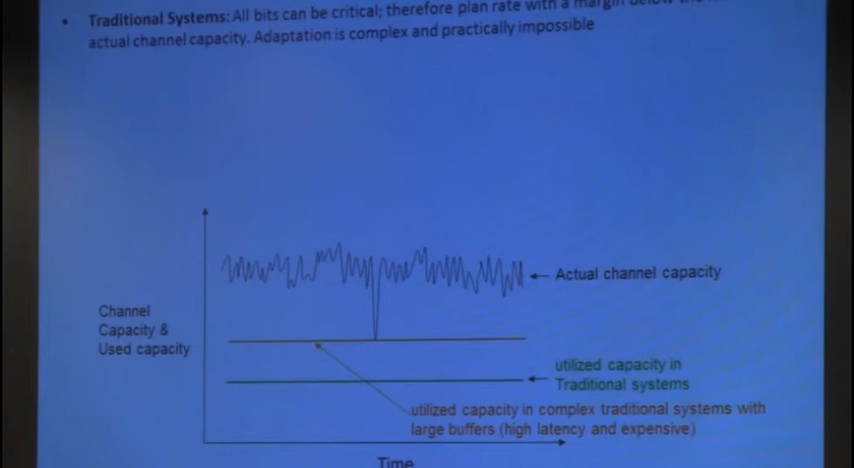 • Traditional Systems: All bits can be critical; therefore plan rate with a margin below
actual channel capacity. Adaptation is complex and practically impossible
Actual channel capacity
Channel
Capacity &
Used capacity
utilized capacity in
Traditional systems
utilized capacity in complex traditional systems with
large buffers (high latency and expensive)
Time